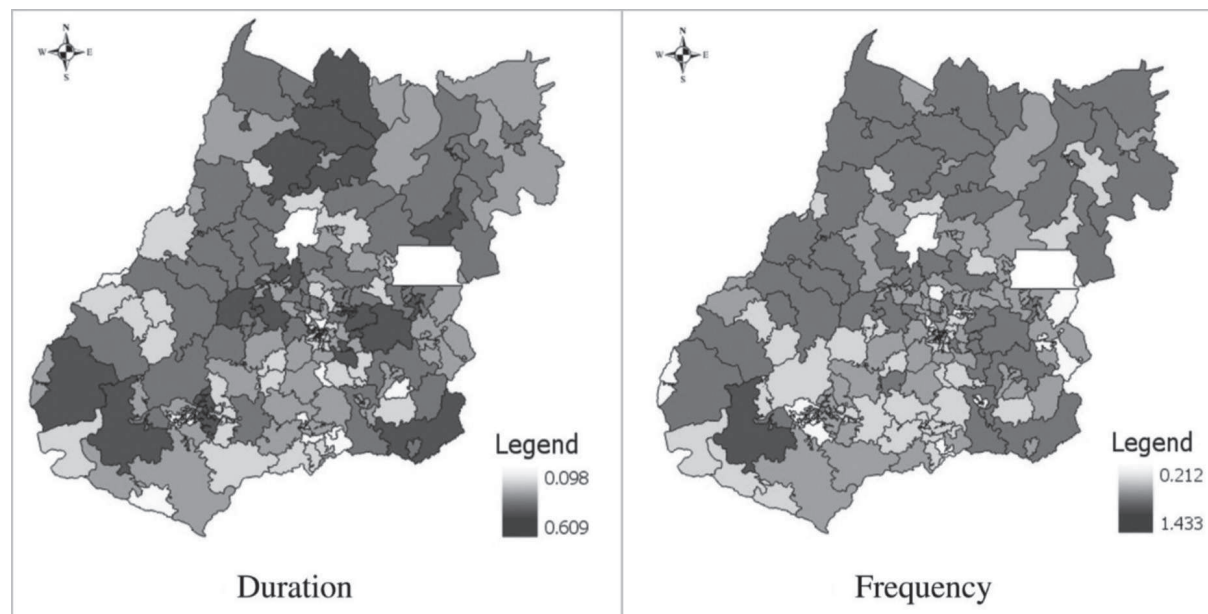 N
W E
S
Legend
0.098
0.609
Duration
N
W E
S
Legend
0.212
1.433
Frequency